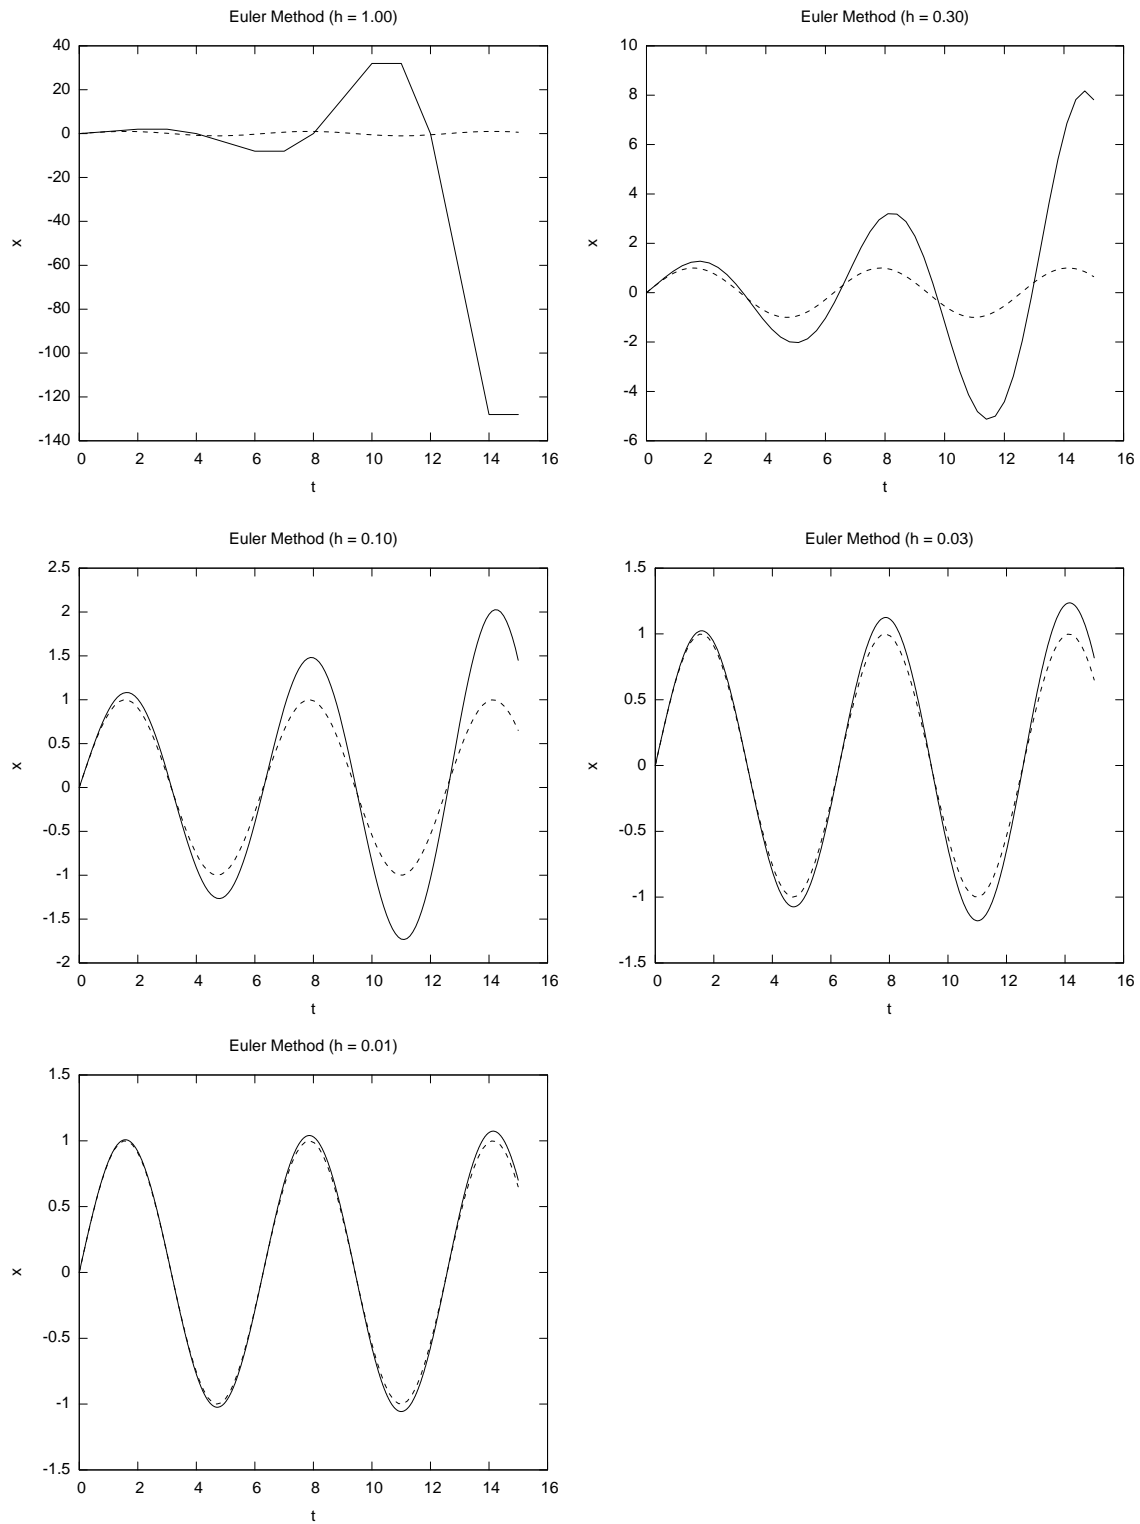 Euler Method (h = 1.00)
40
20
0
-20
-40
-60
-80
-100
-120
-140
0 2 4 6 8 10 12 14 16
x
t
Euler Method (h = 0.30)
10
8
6
4
2
0
-2
-4
-6
0 2 4 6 8 10 12 14 16
x
t
Euler Method (h = 0.10)
2.5
2
1.5
1
0.5
0
-0.5
-1
-1.5
-2
0 2 4 6 8 10 12 14 16
x
t
Euler Method (h = 0.03)
1.5
1
0.5
0
-0.5
-1
-1.5
0 2 4 6 8 10 12 14 16
x
t
Euler Method (h = 0.01)
1.5
1
0.5
0
-0.5
-1
-1.5
0 2 4 6 8 10 12 14 16
x
t